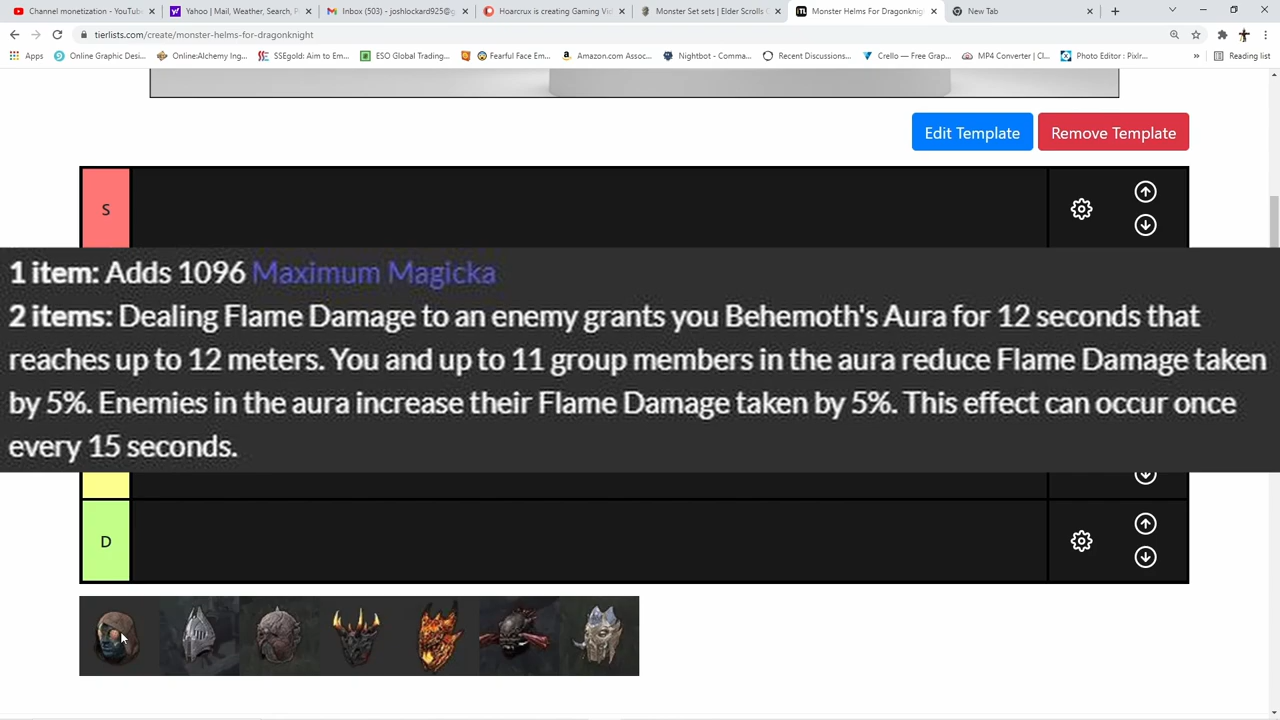 Channel monetization - YouTub
Yahoo | Mail, Weather, Search, P
Inbox (503) - joshlockard925@g
Hoarcrux is creating Gaming Vid
Monster Set sets | Elder Scrolls O
Monster Helms For Dragonknigh
New Tab
tierlists.com/create/monster-helms-for-dragonknight
Apps
Online Graphic Desi...
Online:Alchemy Ing...
SSEgold: Aim to Em...
ESO Global Trading...
Fearful Face Em...
Amazon.com Assoc...
Nightbot - Comma...
Recent Discussions...
Crello — Free Grap...
MP4 Converter | Cl...
Photo Editor : Pixlr...
»
Reading list
Edit Template
Remove Template
S
1 item: Adds 1096 Maximum Magicka
2 items: Dealing Flame Damage to an enemy grants you Behemoth's Aura for 12 seconds that
reaches up to 12 meters. You and up to 11 group members in the aura reduce Flame Damage taken
by 5%. Enemies in the aura increase their Flame Damage taken by 5%. This effect can occur once
every 15 seconds.
D